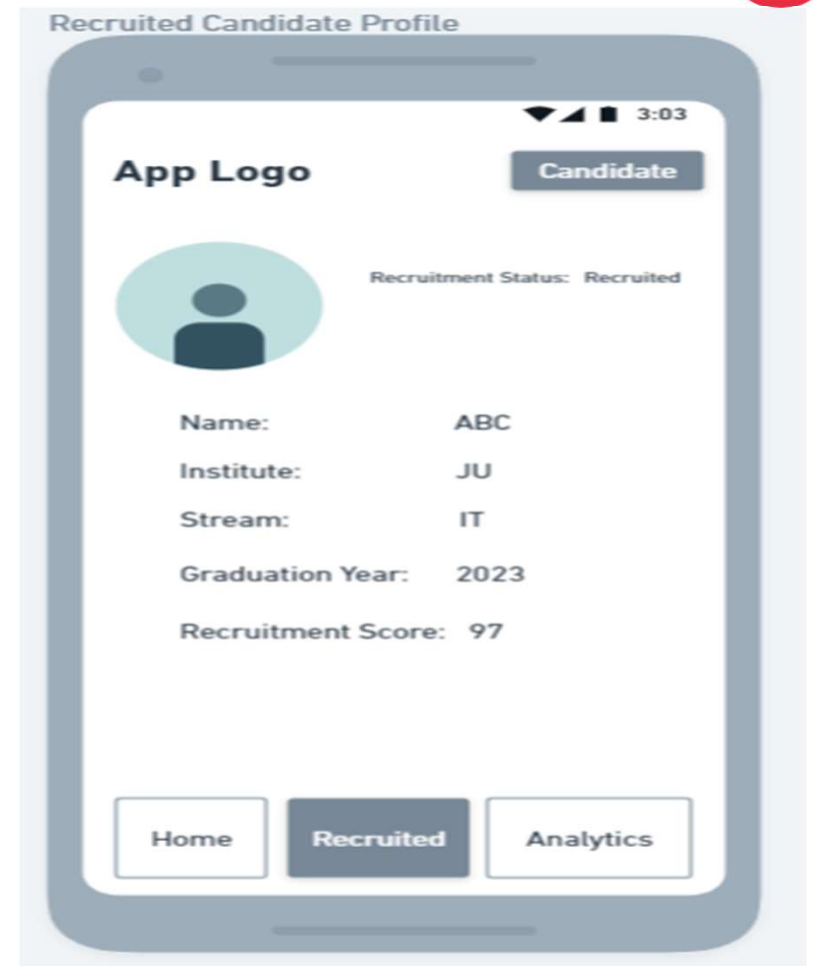 Recruited Candidate Profile
3:03
App Logo Candidate
Recruitment Status: Recruited
Name: ABC
Institute: JU
Stream: IT
Graduation Year: 2023
Recruitment Score: 97
Home Recruited Analytics